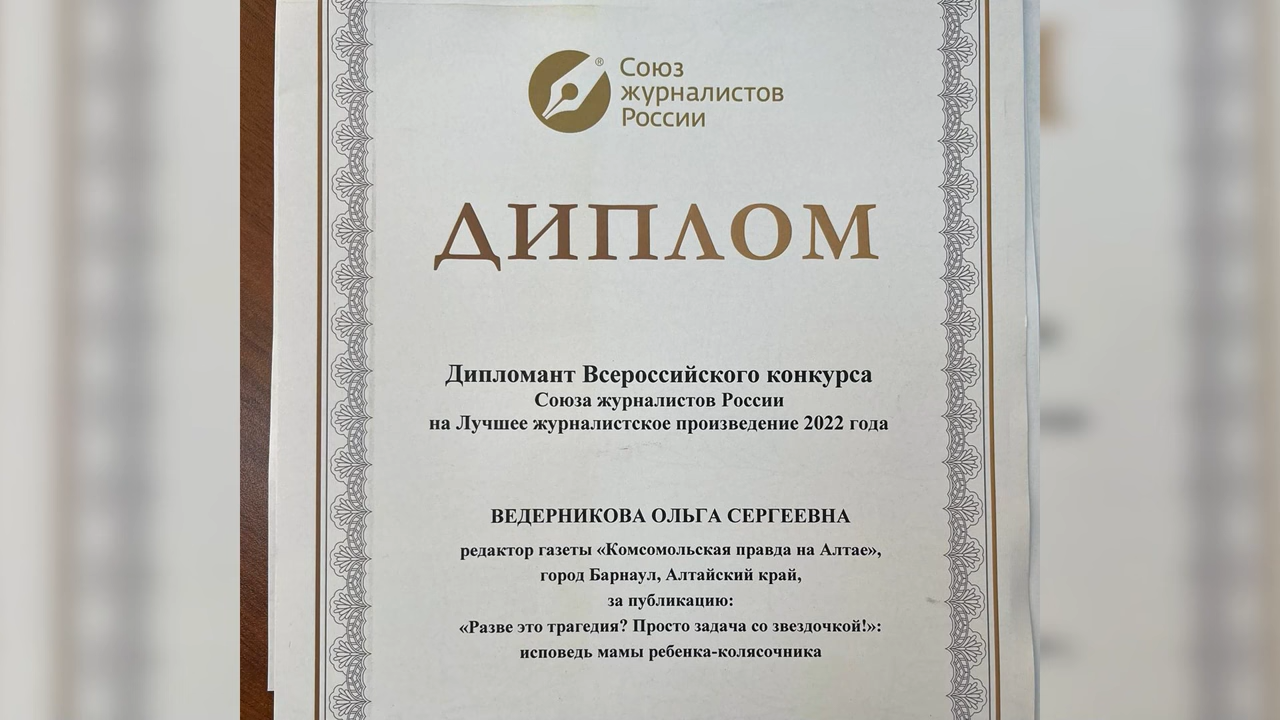 Союз
журналистов
России
®
ДИПЛОМ
Дипломант Всероссийского конкурса
Союза журналистов России
на Лучшее журналистское произведение 2022 года
ВЕДЕРНИКОВА ОЛЬГА СЕРГЕЕВНА
редактор газеты «Комсомольская правда на Алтае»,
город Барнаул, Алтайский край,
за публикацию:
«Разве это трагедия? Просто задача со звездочкой!»:
исповедь мамы ребенка-колясочника